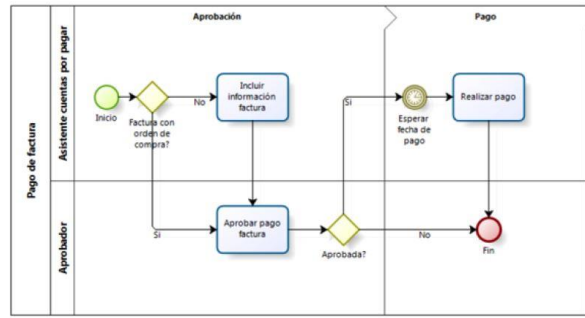 Aprobación
Pago
Pago de factura
Asistente cuentas por pagar
Aprobador
Inicio
Factura con
orden de
compra?
No
Si
Incluir
información
factura
Aprobar pago
factura
Aprobada?
Si
No
Esperar
fecha de
pago
Realizar pago
Fin